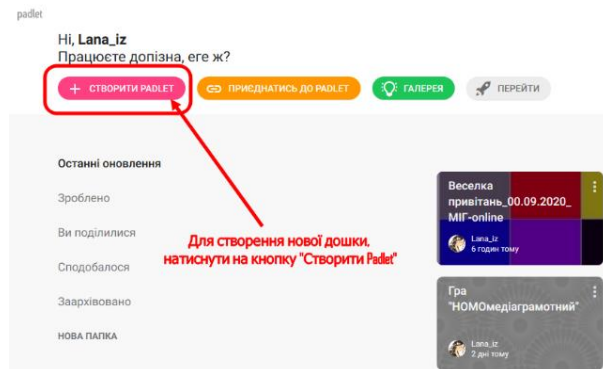 padlet
Ні, Lana_iz
Працюєте допізна, еге ж?
+ СТВОРИТИ PADLET
ПРИЄДНАТИСЬ ДО PADLET
ГАЛЕРЕЯ
ПЕРЕЙТИ
Останні оновлення
Зроблено
Ви поділилися
Сподобалося
Заархівовано
НОВА ПАПКА
Для створення нової дошки,
натиснути на кнопку "Створити Padlet"
Веселка
привітань_00.09.2020_
МІГ-online
Lana_iz
6 годин тому
Гра
"НОМОмедіаграмотний"
Lana_iz
2 дні тому